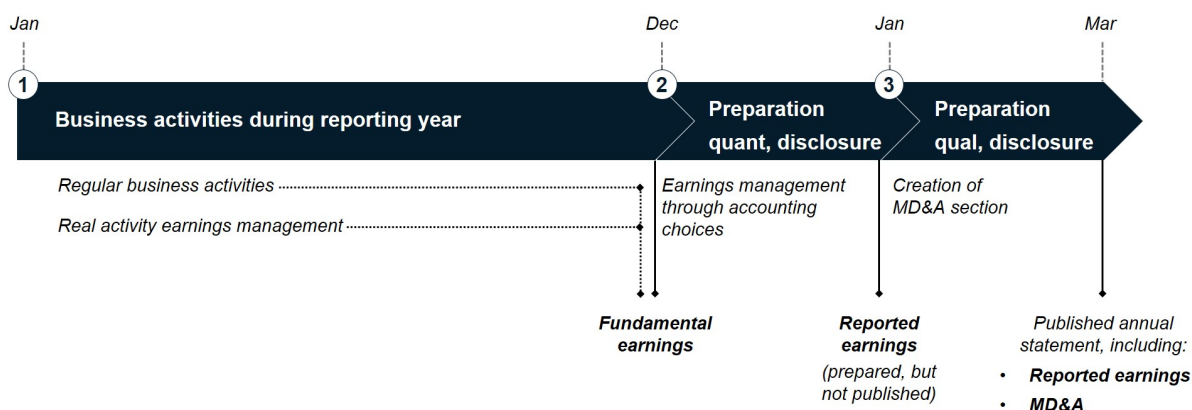 Jan
Dec
Jan
Mar
1
2
3
Business activities during reporting year
Preparation
quant, disclosure
Preparation
qual, disclosure
Regular business activities
Real activity earnings management
Earnings management
through accounting
choices
Creation of
MD&A section
Fundamental
earnings
Reported
earnings
(prepared, but
not published)
Published annual
statement, including:
• Reported earnings
• MD&A